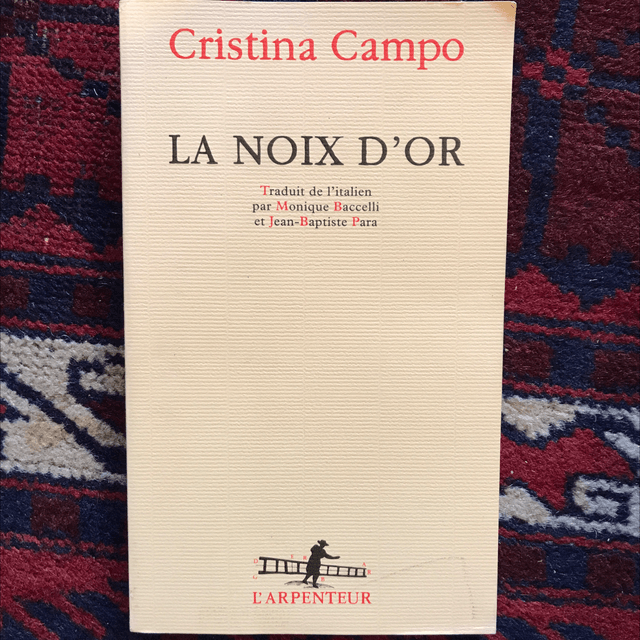 Cristina Campo
LA NOIX D'OR
Traduit de l'italien
par Monique Baccelli
et Jean-Baptiste Para
L'ARPENTEUR